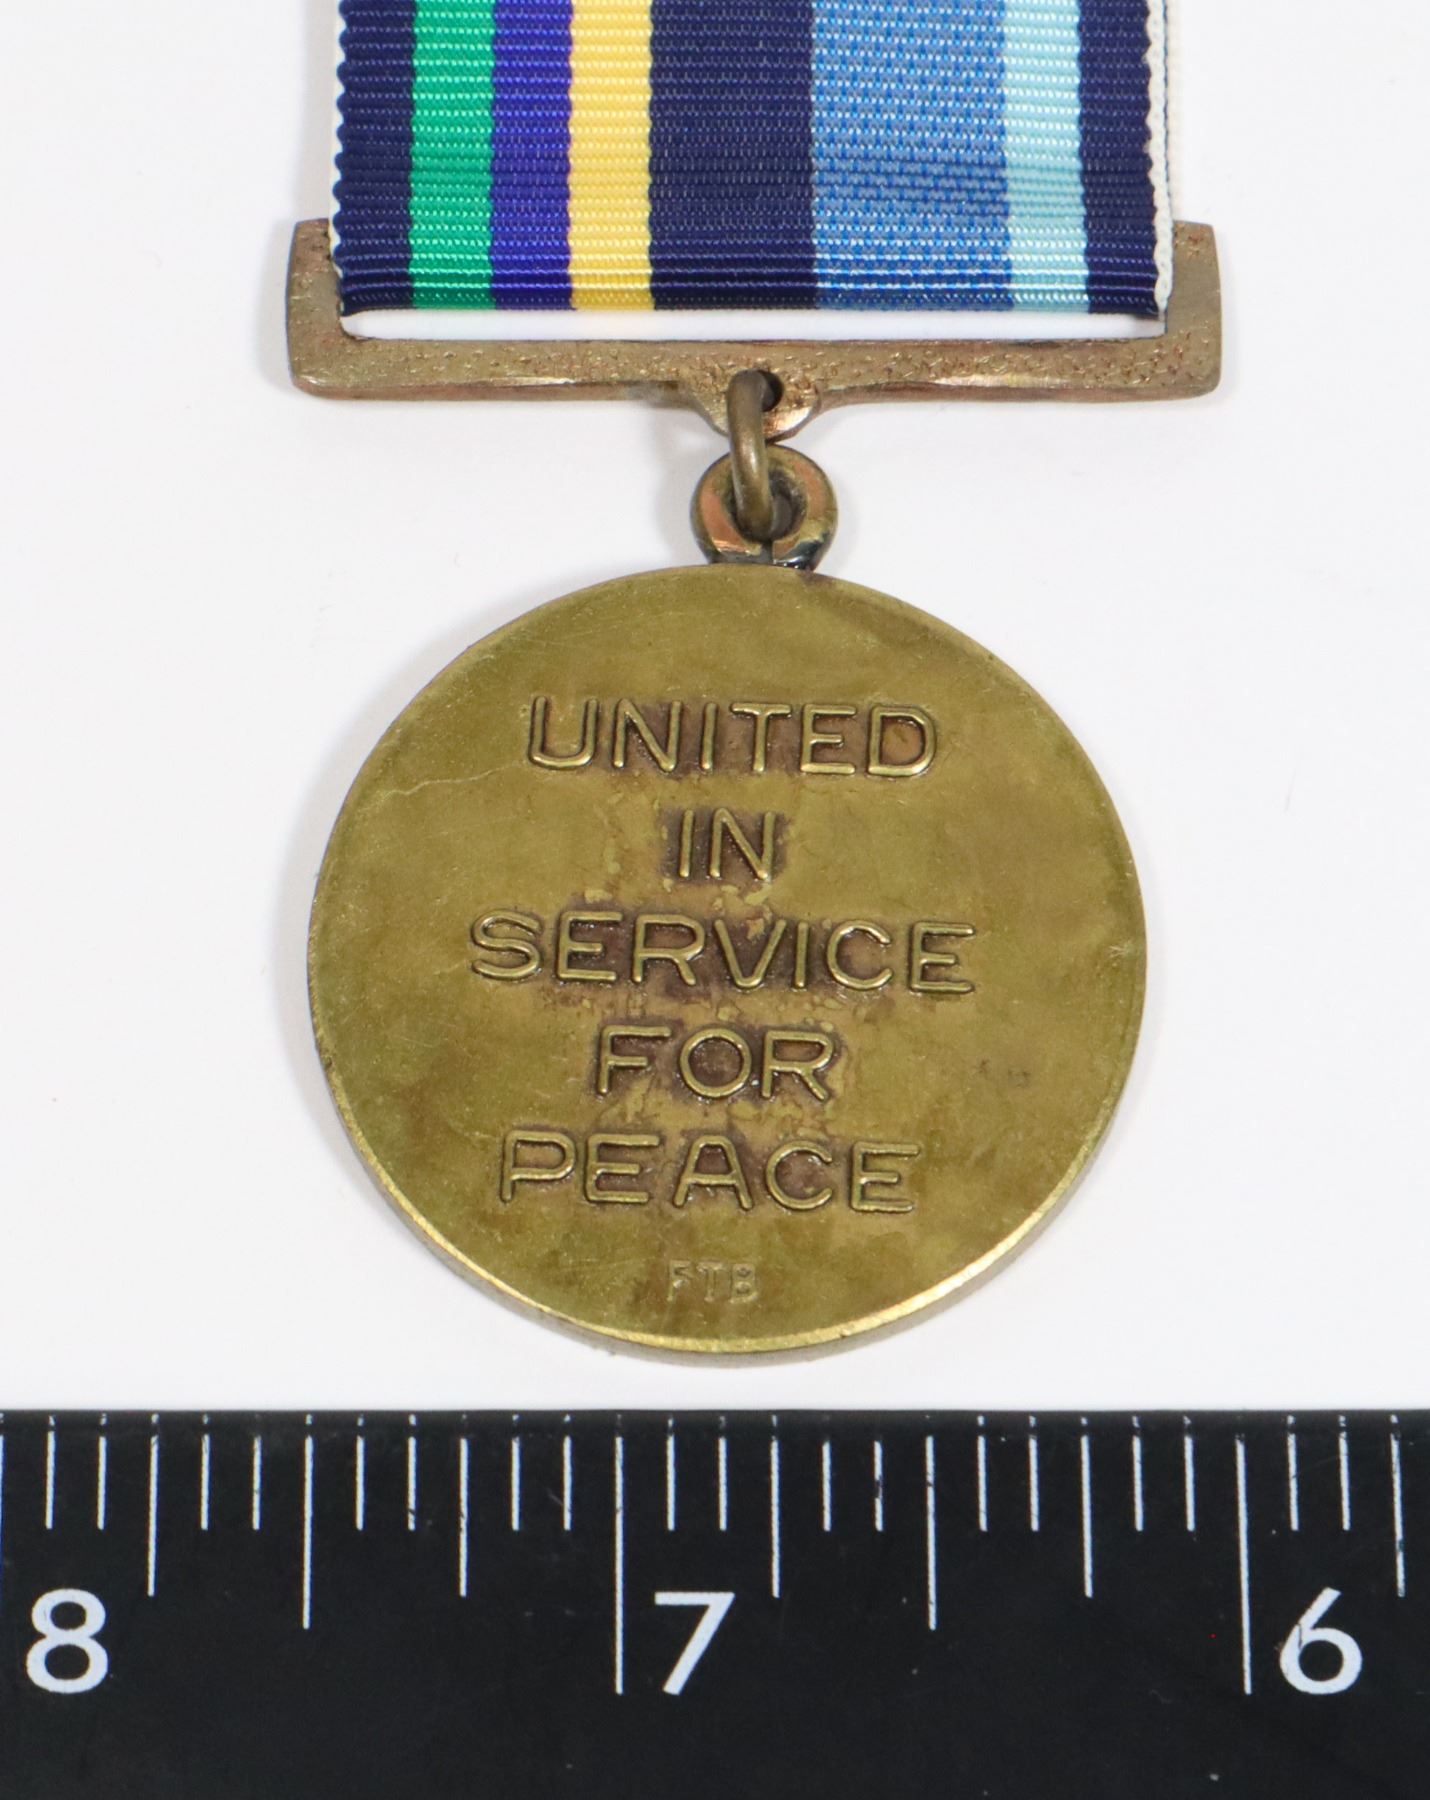 UNITED
IN
SERVICE
FOR
PEACE
FTB
8 7 6